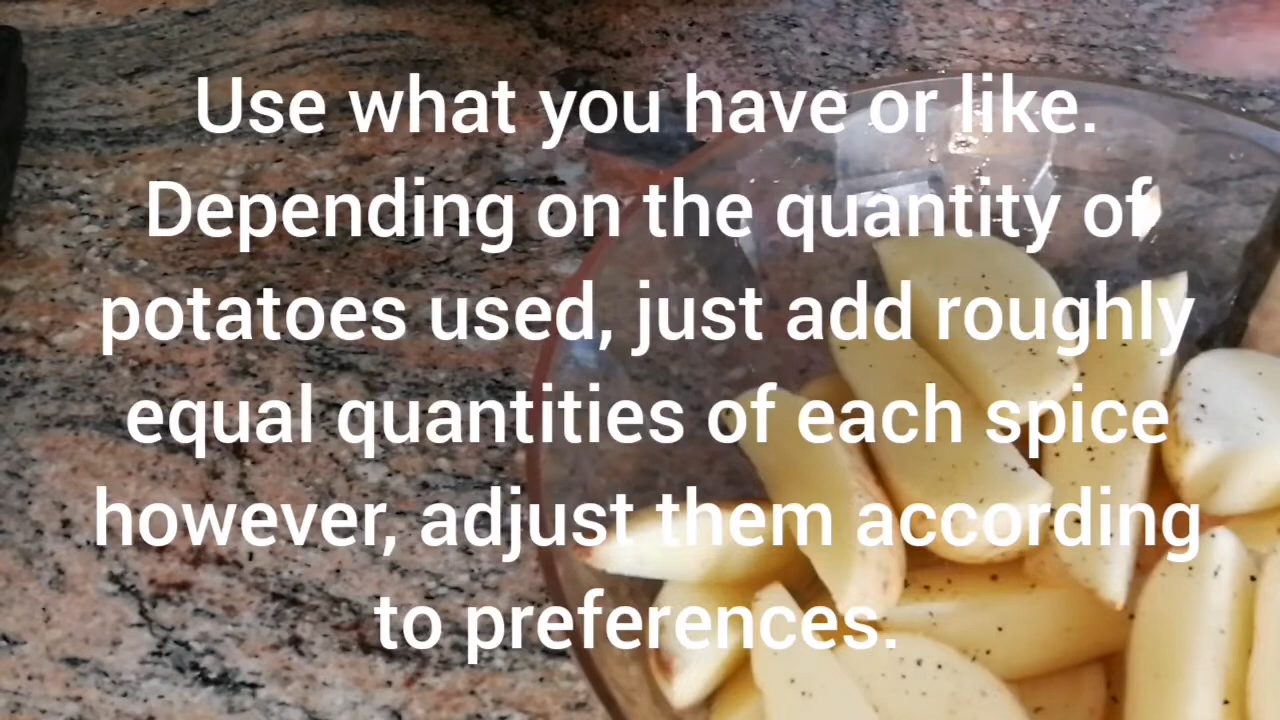 Use what you have or like.
Depending on the quantity of
potatoes used, just add roughly
equal quantities of each spice
however, adjust them according
to preferences.